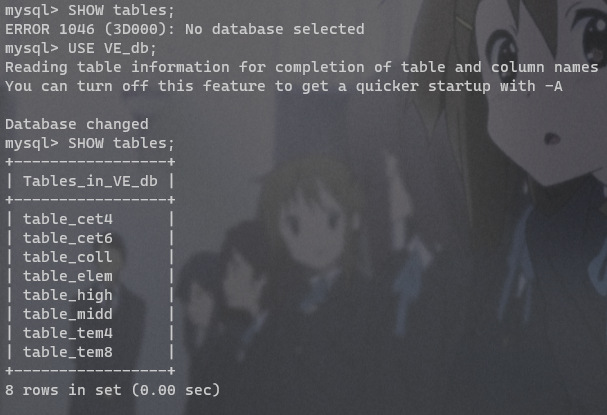 mysql> SHOW tables;
ERROR 1046 (3D000): No database selected
mysql> USE VE_db;
Reading table information for completion of table and column names
You can turn off this feature to get a quicker startup with -A

Database changed
mysql> SHOW tables;
+-----------------+
| Tables_in_VE_db |
+-----------------+
| table_cet4      |
| table_cet6      |
| table_coll      |
| table_elem      |
| table_high      |
| table_midd      |
| table_tem4      |
| table_tem8      |
+-----------------+
8 rows in set (0.00 sec)